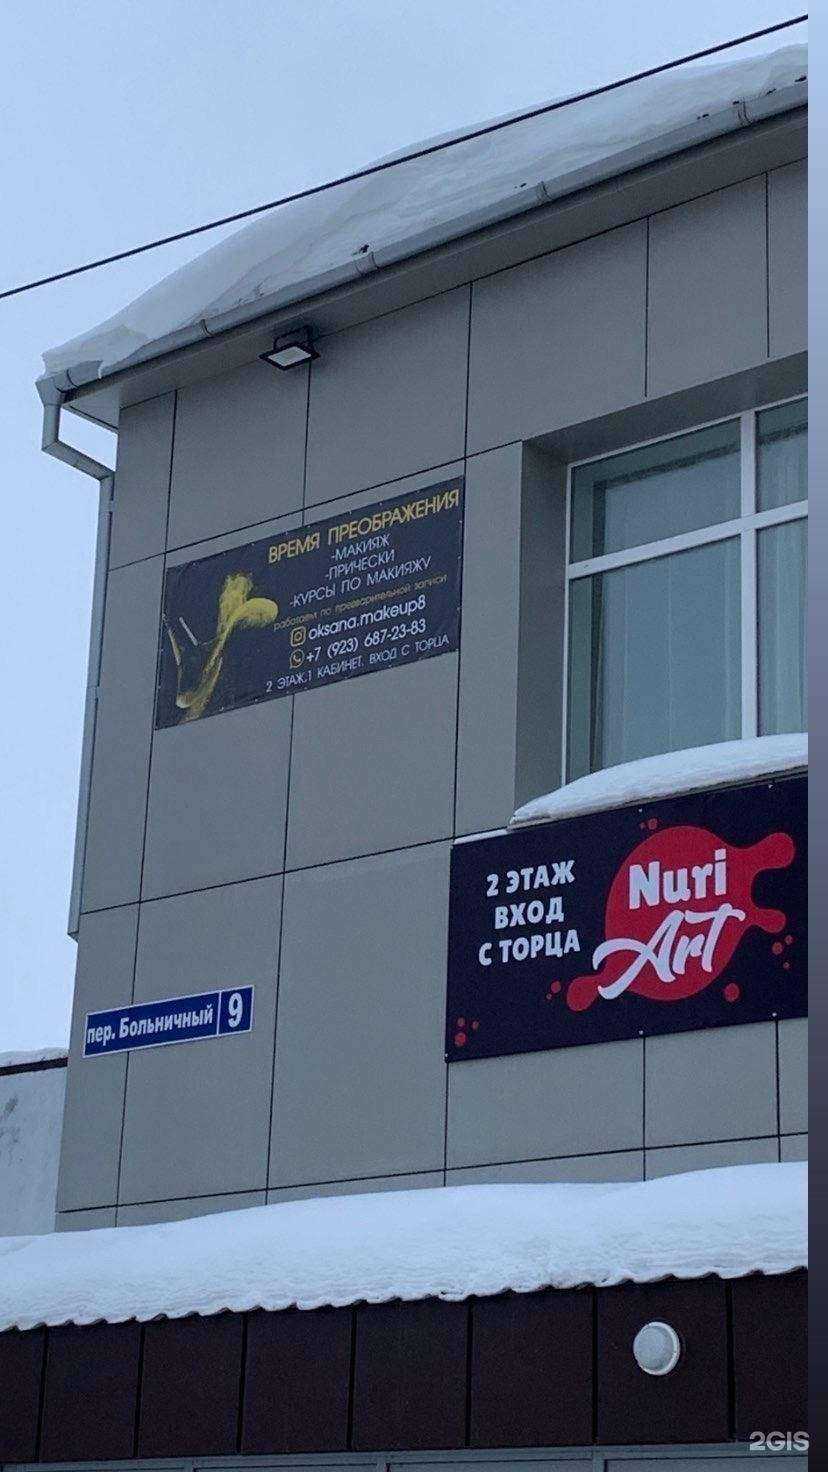 ВРЕМЯ ПРЕОБРАЖЕНИЯ
-МАКИЯЖ
-ПРИЧЕСКИ
-КУРСЫ ПО МАКИЯЖУ
работаем по предварительной записи
oksana.makeup8
+7 (923) 687-23-83
2 ЭТАЖ,1 КАБИНЕТ, ВХОД С ТОРЦА
2 ЭТАЖ
ВХОД
С ТОРЦА
Nuri
Art
пер. Больничный 9
2GIS